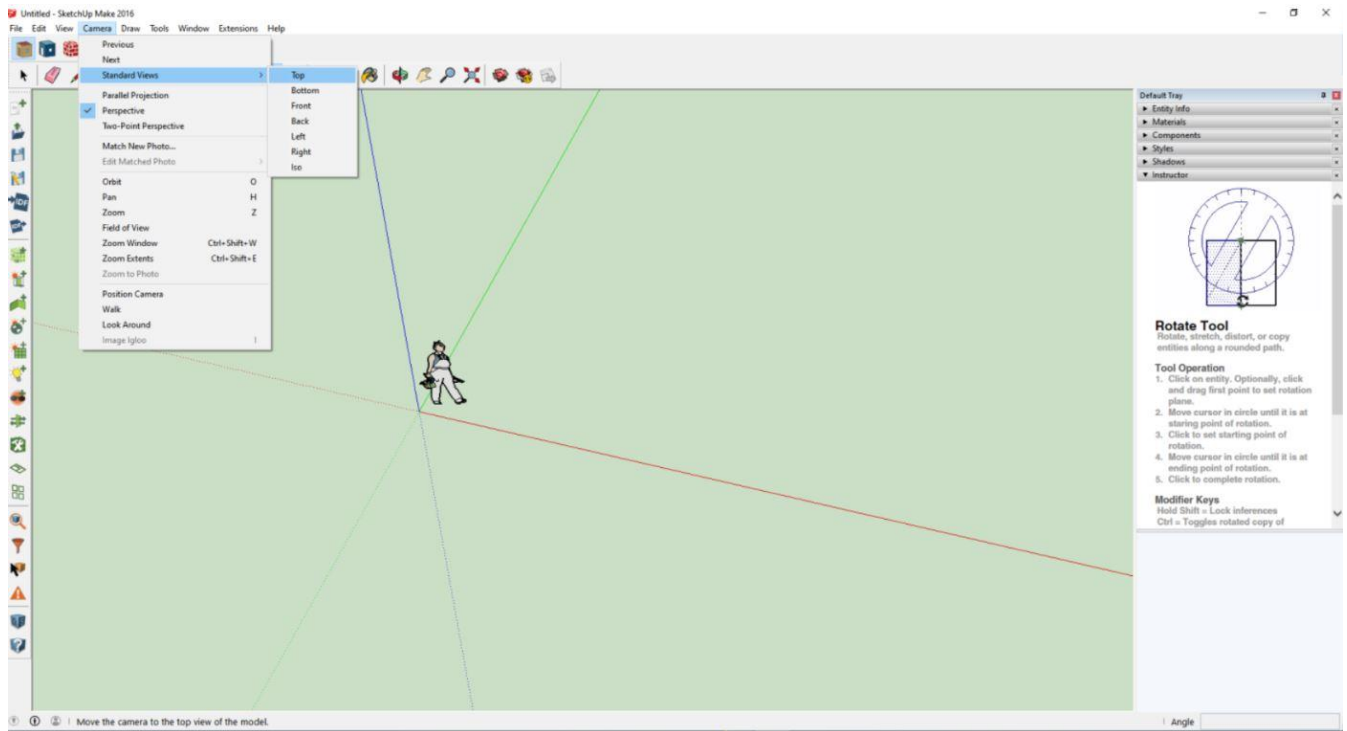 Untitled - SketchUp Make 2016
File Edit View Camera Draw Tools Window Extensions Help
Previous
Next
Standard Views
Parallel Projection
Perspective
Two-Point Perspective
Match New Photo...
Edit Matched Photo
Orbit O
Pan H
Zoom Z
Field of View
Zoom Window Ctrl+Shift+W
Zoom Extents Ctrl+Shift+E
Zoom to Photo
Position Camera
Walk
Look Around
Image Igloo I
Top
Bottom
Front
Back
Left
Right
Iso
IDF
Default Tray
Entity Info
Materials
Components
Styles
Shadows
Instructor
Rotate Tool
Rotate, stretch, distort, or copy
entities along a rounded path.
Tool Operation
1. Click on entity. Optionally, click
and drag first point to set rotation
plane.
2. Move cursor in circle until it is at
staring point of rotation.
3. Click to set starting point of
rotation.
4. Move cursor in circle until it is at
ending point of rotation.
5. Click to complete rotation.
Modifier Keys
Hold Shift = Lock inferences
Ctrl = Toggles rotated copy of
Move the camera to the top view of the model.
Angle